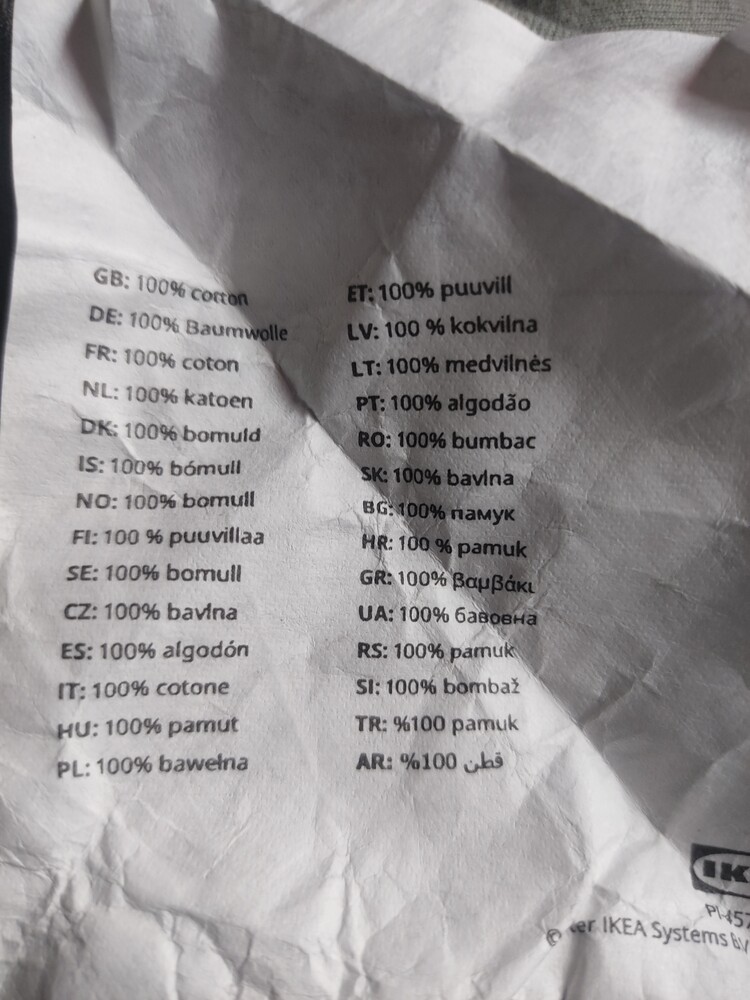 GB: 100% cotton
DE: 100% Baumwolle
FR: 100% coton
NL: 100% katoen
DK: 100% bomuld
IS: 100% bómull
NO: 100% bomull
FI: 100 % puuvillaa
SE: 100% bomull
CZ: 100% bavlna
ES: 100% algodón
IT: 100% cotone
HU: 100% pamut
PL: 100% bawełna
ET: 100% puuvill
LV: 100 % kokvilna
LT: 100% medvilnės
PT: 100% algodão
RO: 100% bumbac
SK: 100% bavlna
BG: 100% памук
HR: 100 % pamuk
GR: 100% βαμβάκι
UA: 100% бавовна
RS: 100% pamuk
SI: 100% bombaž
TR: %100 pamuk
AR: %100 قطن
© IKEA Systems